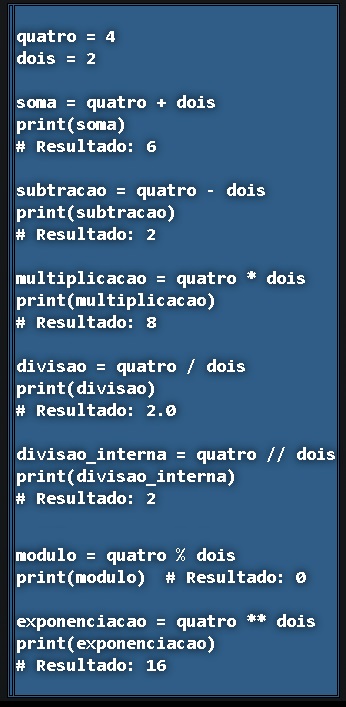 quatro = 4
dois = 2
soma = quatro + dois
print(soma)
# Resultado: 6
subtracao = quatro - dois
print(subtracao)
# Resultado: 2
multiplicacao = quatro * dois
print(multiplicacao)
# Resultado: 8
divisao = quatro / dois
print(divisao)
# Resultado: 2.0
divisao_interna = quatro // dois
print(divisao_interna)
# Resultado: 2
modulo = quatro % dois
print(modulo)  # Resultado: 0
exponenciacao = quatro ** dois
print(exponenciacao)
# Resultado: 16